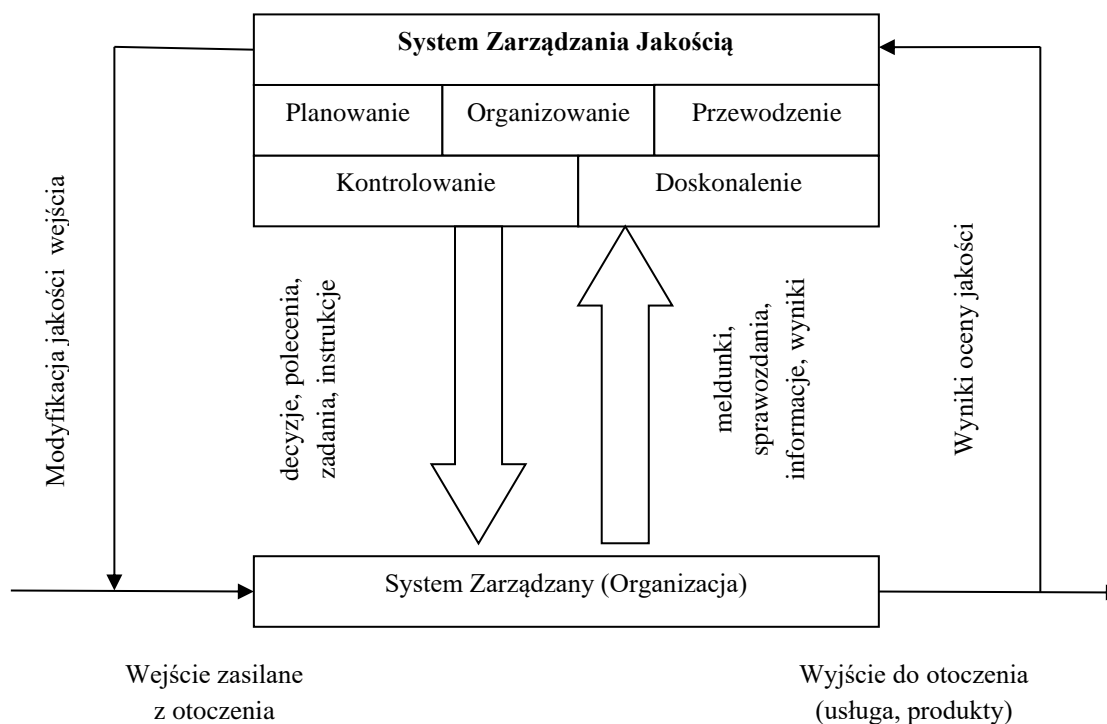 System Zarządzania Jakością
Planowanie
Organizowanie
Przewodzenie
Kontrolowanie
Doskonalenie
Modyfikacja jakości wejścia
decyzje, polecenia,
zadania, instrukcje
meldunki,
sprawozdania,
informacje, wyniki
Wyniki oceny jakości
System Zarządzany (Organizacja)
Wejście zasilane
z otoczenia
Wyjście do otoczenia
(usługa, produkty)